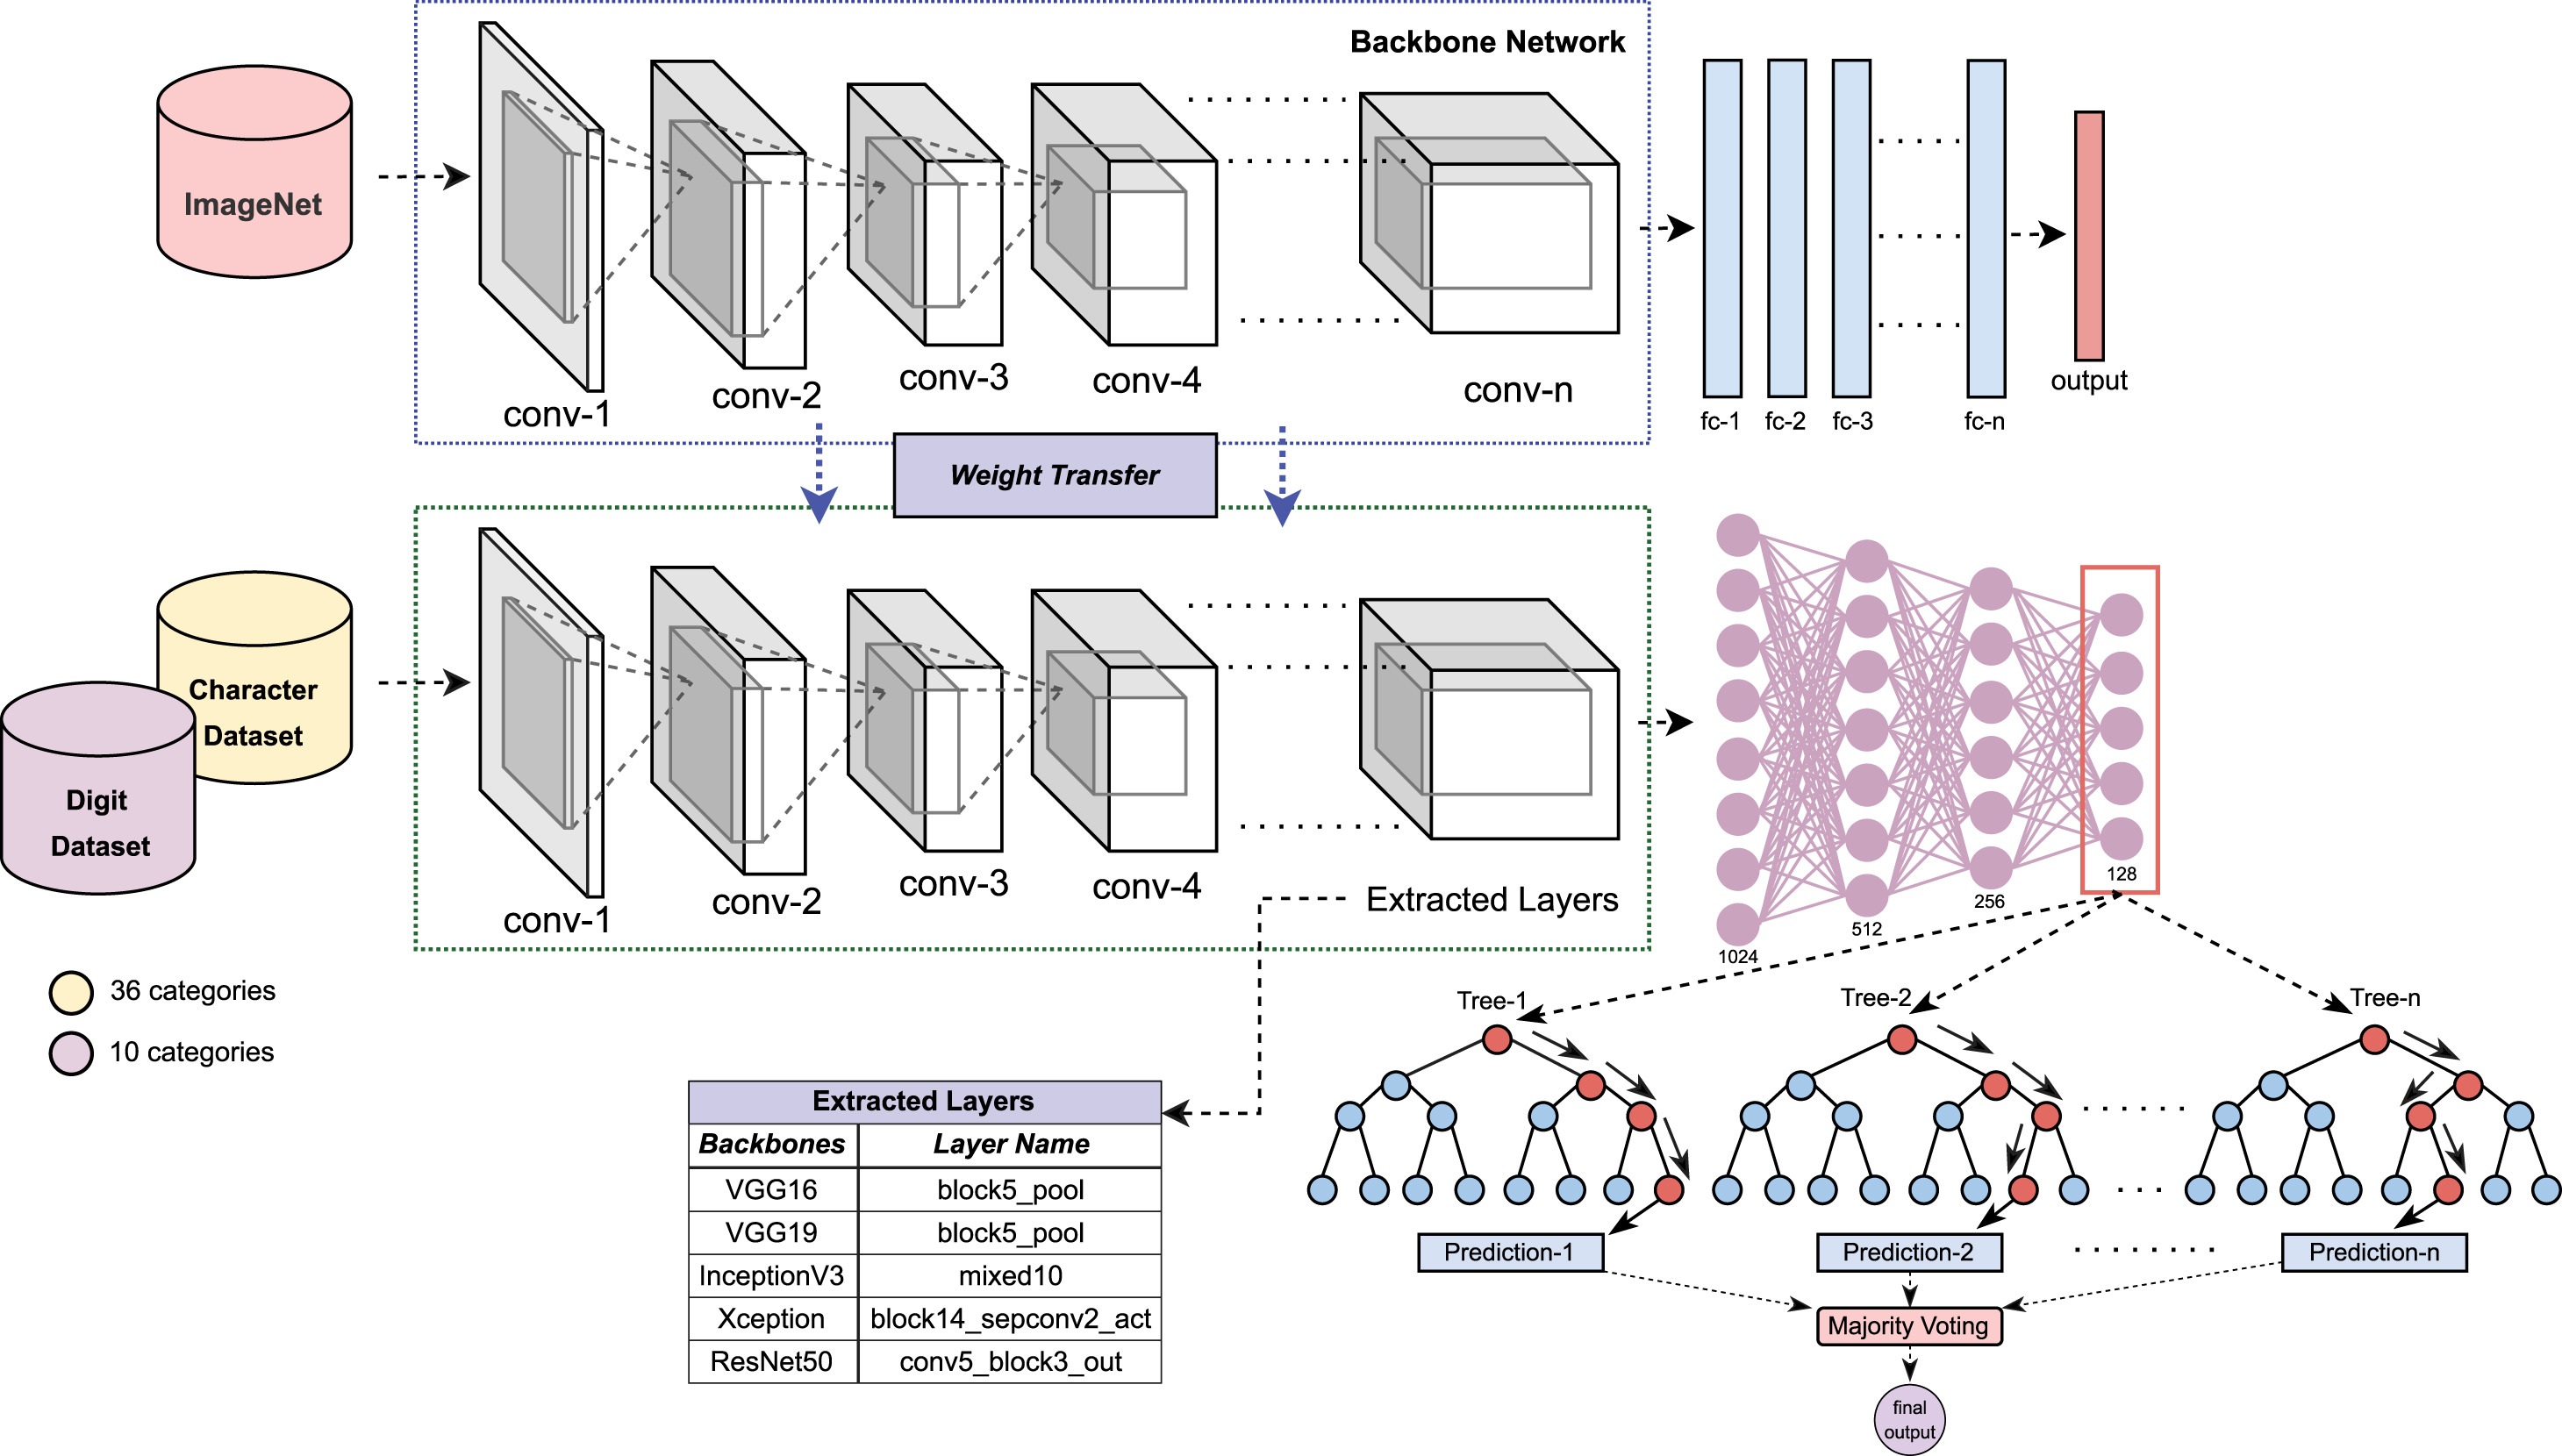 Backbone Network
ImageNet
conv-1
conv-2
conv-3
conv-4
conv-n
fc-1
fc-2
fc-3
fc-n
output
Weight Transfer
Character
Dataset
Digit
Dataset
conv-1
conv-2
conv-3
conv-4
Extracted Layers
1024
512
256
128
36 categories
10 categories
Extracted Layers
Backbones Layer Name
VGG16 block5_pool
VGG19 block5_pool
InceptionV3 mixed10
Xception block14_sepconv2_act
ResNet50 conv5_block3_out
Tree-1
Tree-2
Tree-n
Prediction-1
Prediction-2
Prediction-n
Majority Voting
final
output